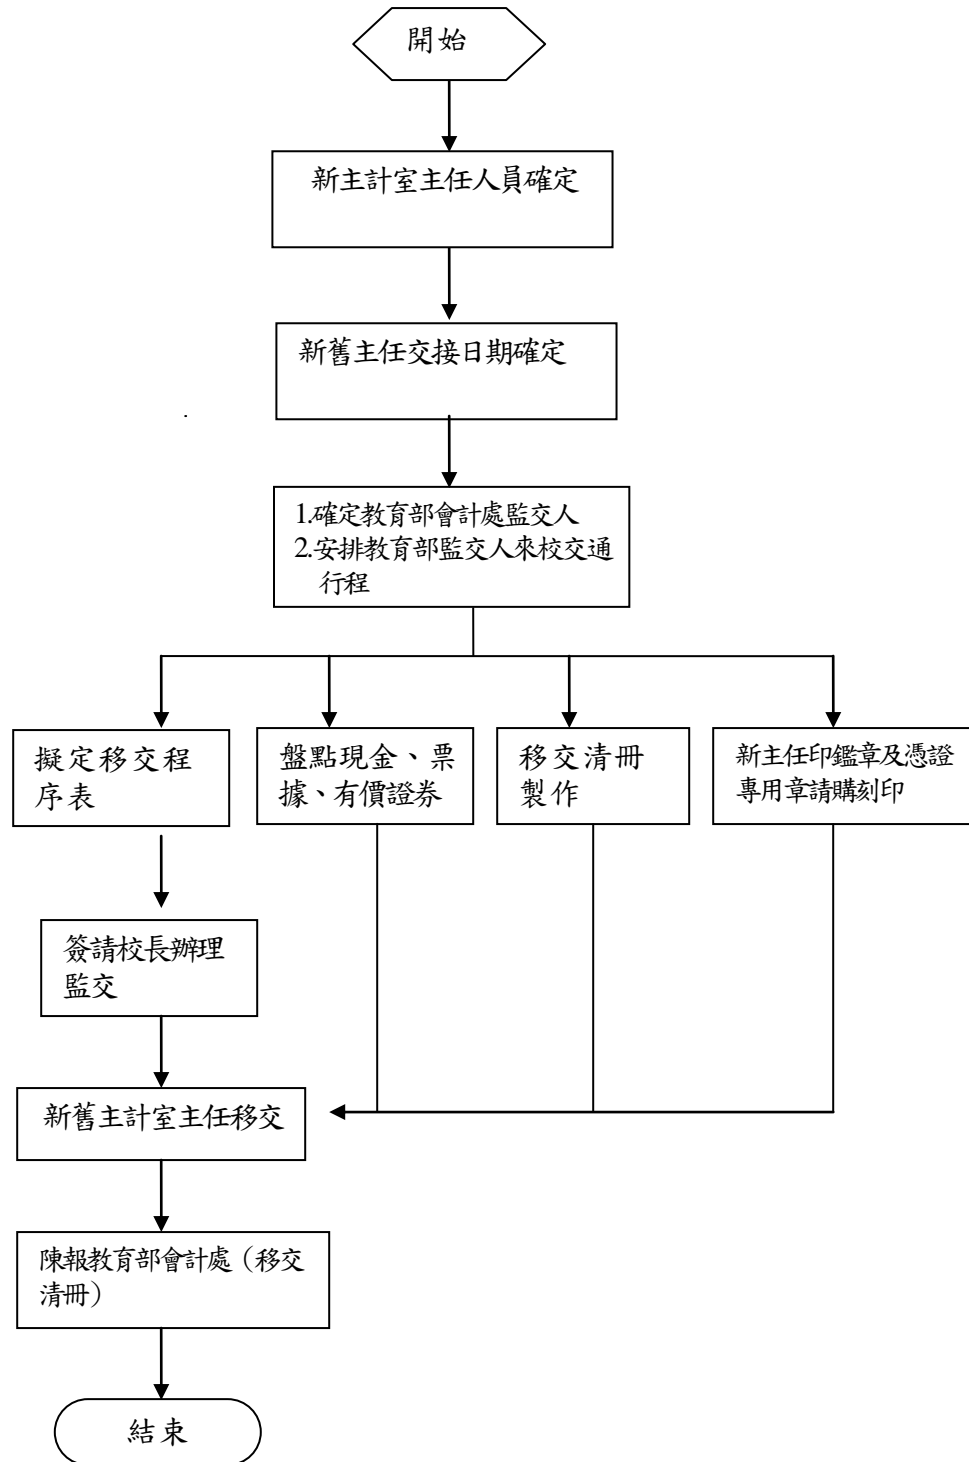 開始
新主計室主任人員確定
新舊主任交接日期確定
1.確定教育部會計處監交人
2.安排教育部監交人來校交通
行程
擬定移交程
序表
盤點現金、票
據、有價證券
移交清冊
製作
新主任印鑑章及憑證
專用章請購刻印
簽請校長辦理
監交
新舊主計室主任移交
陳報教育部會計處（移交
清冊）
結束